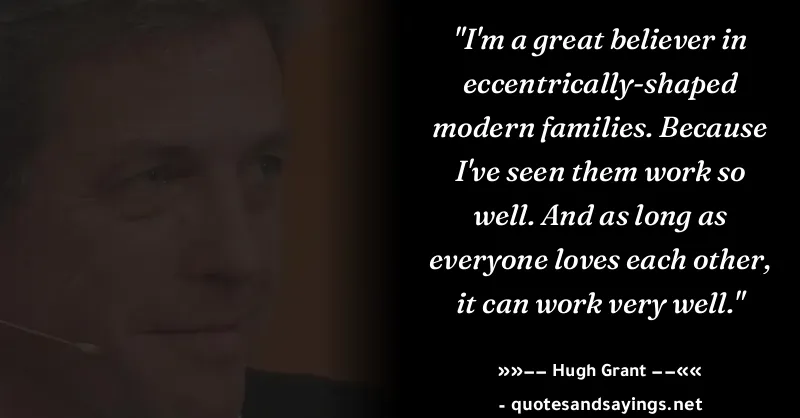 "I'm a great believer in
eccentrically-shaped
modern families. Because
I've seen them work so
well. And as long as
everyone loves each other,
it can work very well."
»»–– Hugh Grant ––««
- quotesandsayings.net